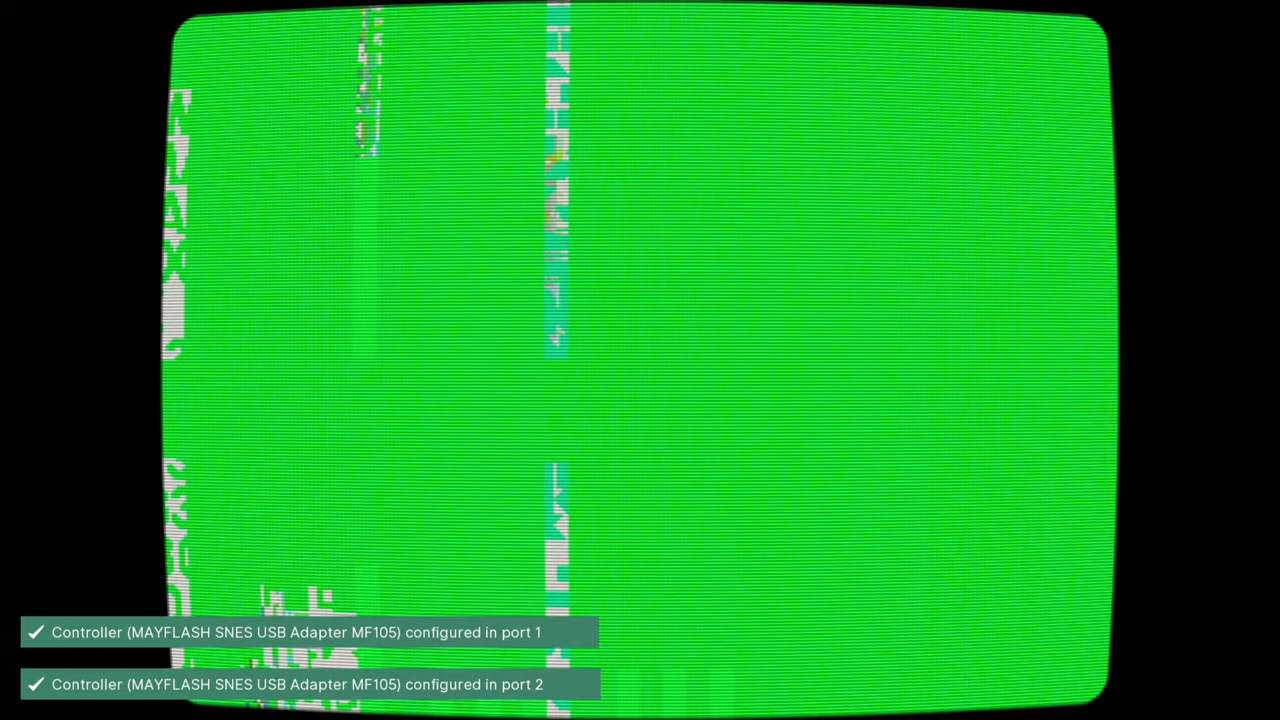 Controller (MAYFLASH SNES USB Adapter MF105) configured in port 1
Controller (MAYFLASH SNES USB Adapter MF105) configured in port 2